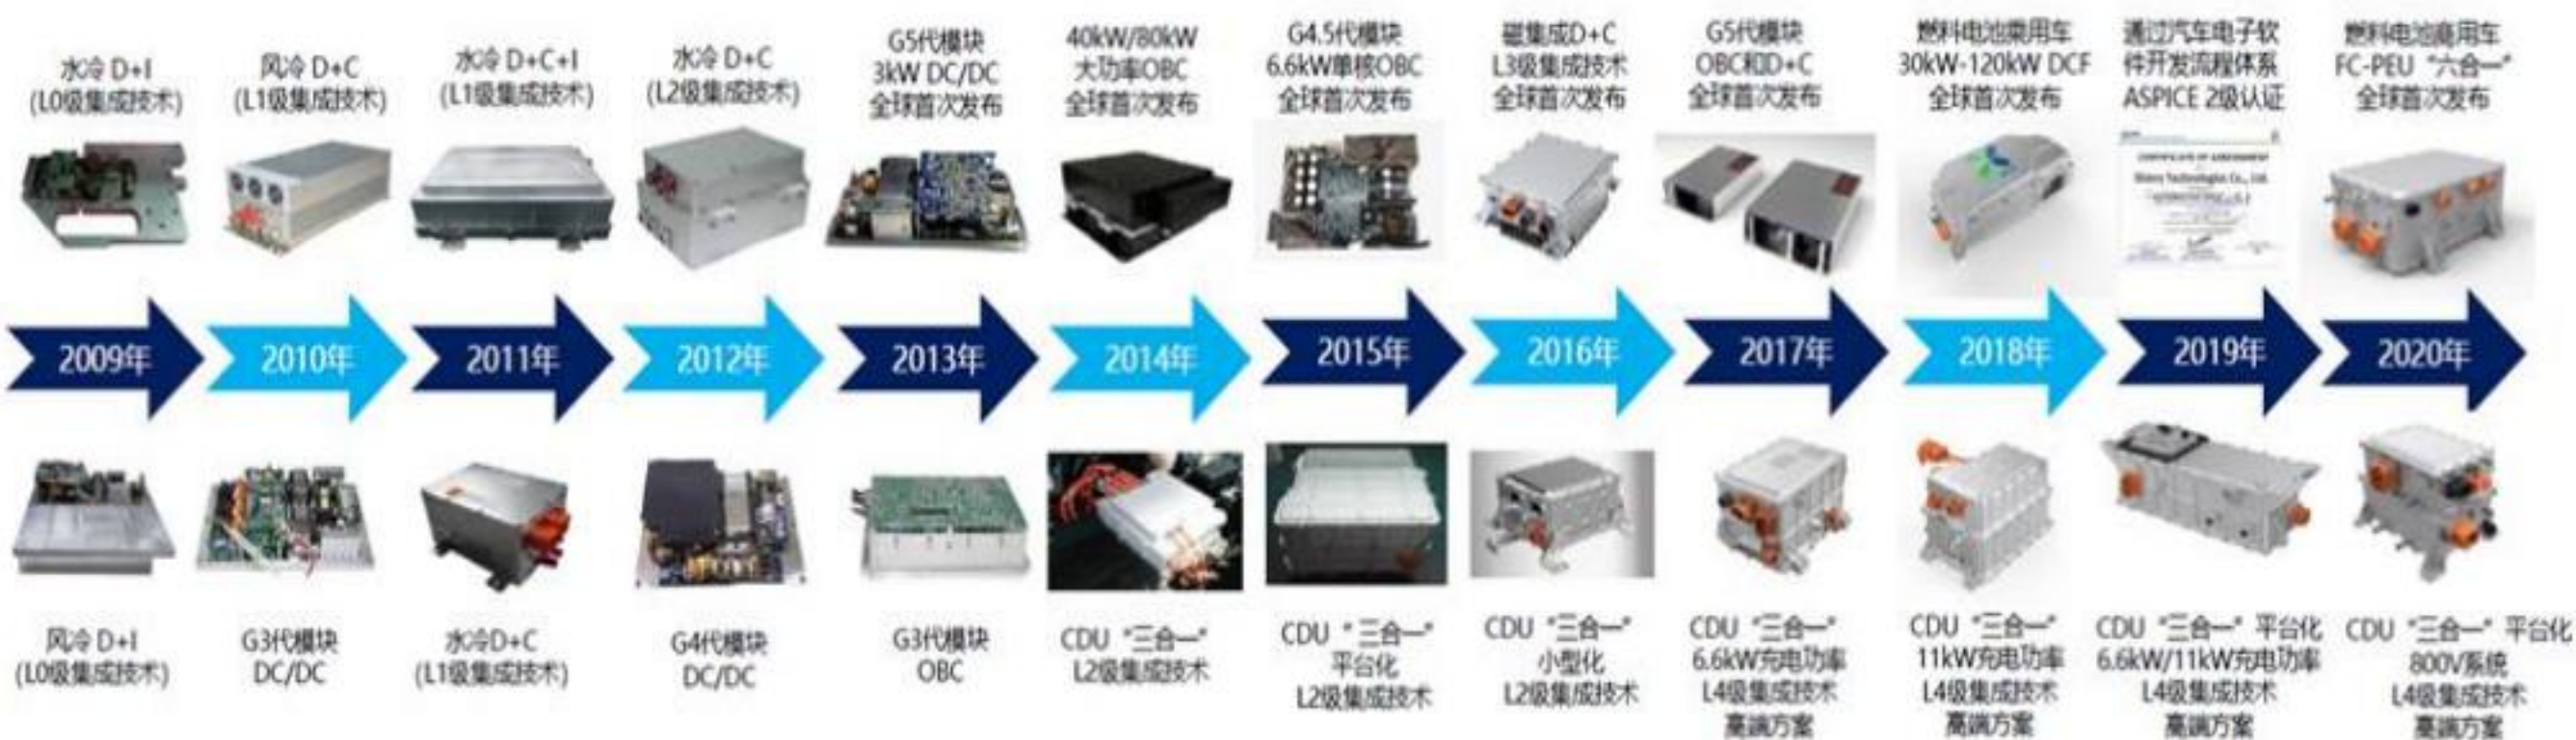 水冷 D+I
(L0级集成技术)
风冷 D+C
(L1级集成技术)
水冷 D+C+I
(L1级集成技术)
水冷 D+C
(L2级集成技术)
G5代模块
3kW DC/DC
全球首次发布
40kW/80kW
大功率OBC
全球首次发布
G4.5代模块
6.6kW单核OBC
全球首次发布
磁集成D+C
L3级集成技术
全球首次发布
G5代模块
OBC和D+C
全球首次发布
燃料电池乘用车
30kW-120kW DCF
全球首次发布
通过汽车电子软
件开发流程体系
ASPICE 2级认证
燃料电池商用车
FC-PEU “六合一”
全球首次发布
CERTIFICATE OF ASSESSMENT
2009年
2010年
2011年
2012年
2013年
2014年
2015年
2016年
2017年
2018年
2019年
2020年
风冷 D+I
(L0级集成技术)
G3代模块
DC/DC
水冷D+C
(L1级集成技术)
G4代模块
DC/DC
G3代模块
OBC
CDU “三合一”
L2级集成技术
CDU “三合一”
平台化
L2级集成技术
CDU “三合一”
小型化
L2级集成技术
CDU “三合一”
6.6kW充电功率
L4级集成技术
高端方案
CDU “三合一”
11kW充电功率
L4级集成技术
高端方案
CDU “三合一” 平台化
6.6kW/11kW充电功率
L4级集成技术
高端方案
CDU “三合一” 平台化
800V系统
L4级集成技术
高端方案